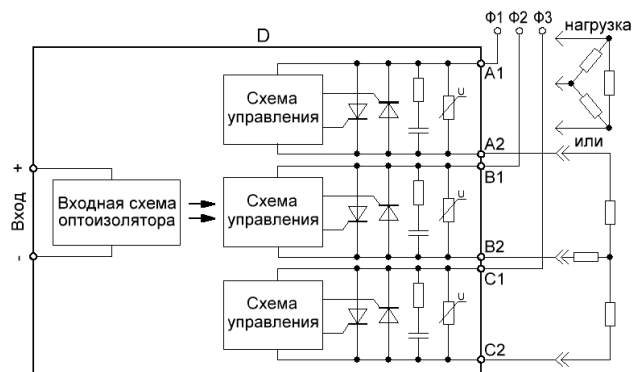 Ф1 Ф2 Ф3
нагрузка
D
A1
Схема
управления
U
или
A2
+
B1
Вход
Входная схема
оптоизолятора
Схема
управления
U
-
B2
C1
Схема
управления
U
C2